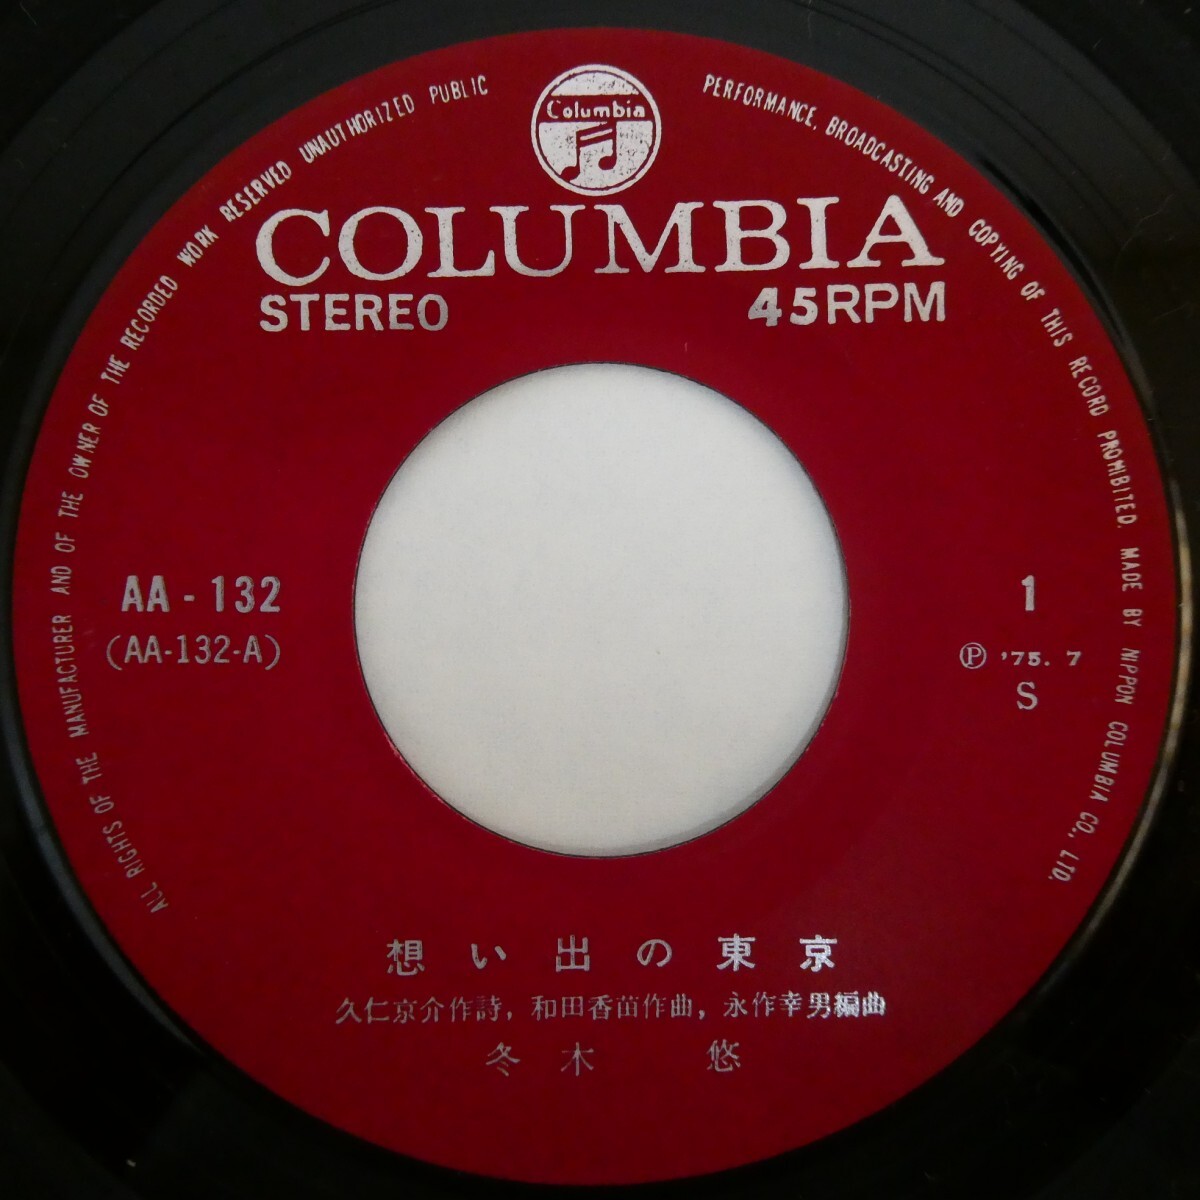 ALL RIGHTS OF THE MANUFACTURER AND OF THE OWNER OF THE RECORDED WORK RESERVED UNAUTHORIZED PUBLIC PERFORMANCE, BROADCASTING AND COPYING OF THIS RECORD PROHIBITED. MADE BY NIPPON COLUMBIA CO., LTD.
Columbia
COLUMBIA
STEREO 45RPM
AA-132 1
(AA-132-A) Ⓟ '75. 7
S
想い出の東京
久仁京介作詩, 和田香苗作曲, 永作幸男編曲
冬木 悠